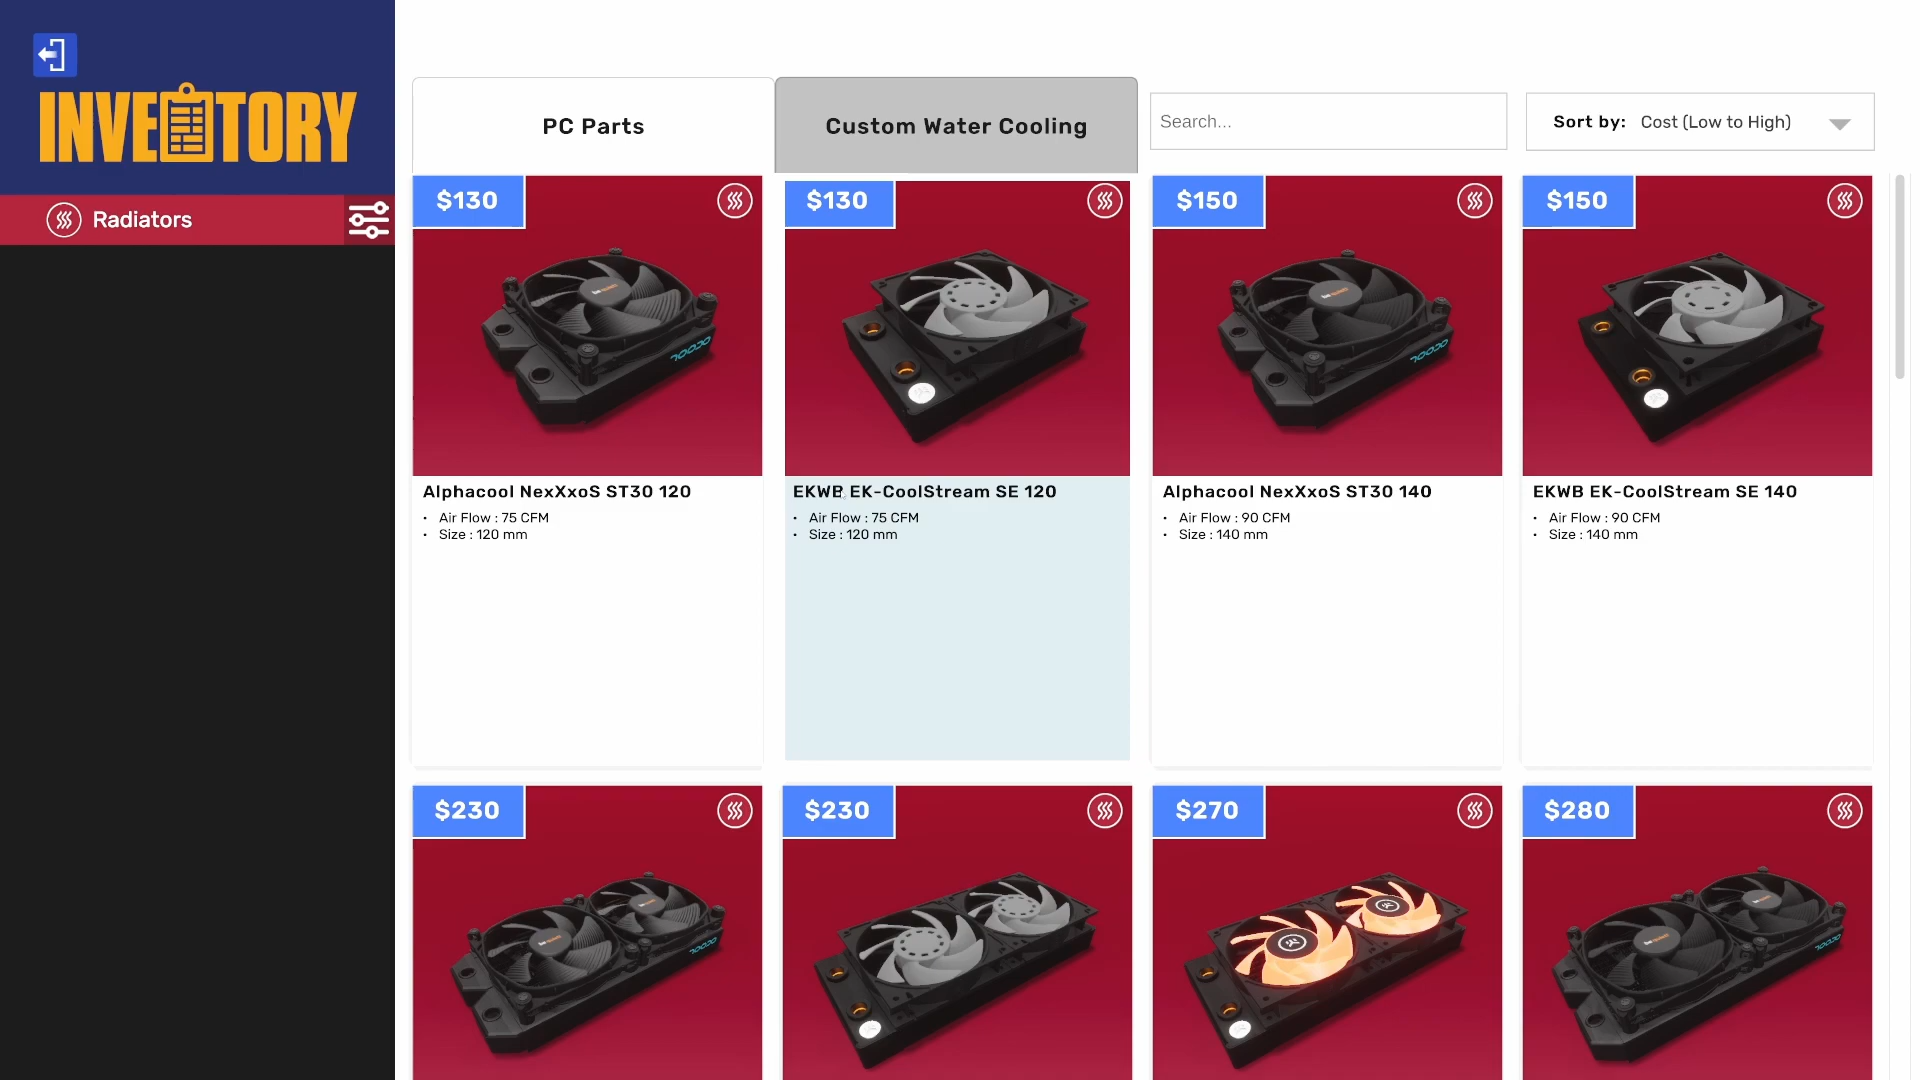 INVENTORY
Radiators
PC Parts
Custom Water Cooling
Search...
Sort by: Cost (Low to High)
$130
$130
$150
$150
Alphacool NexXxoS ST30 120
• Air Flow : 75 CFM
• Size : 120 mm
EKWB EK-CoolStream SE 120
• Air Flow : 75 CFM
• Size : 120 mm
Alphacool NexXxoS ST30 140
• Air Flow : 90 CFM
• Size : 140 mm
EKWB EK-CoolStream SE 140
• Air Flow : 90 CFM
• Size : 140 mm
$230
$230
$270
$280